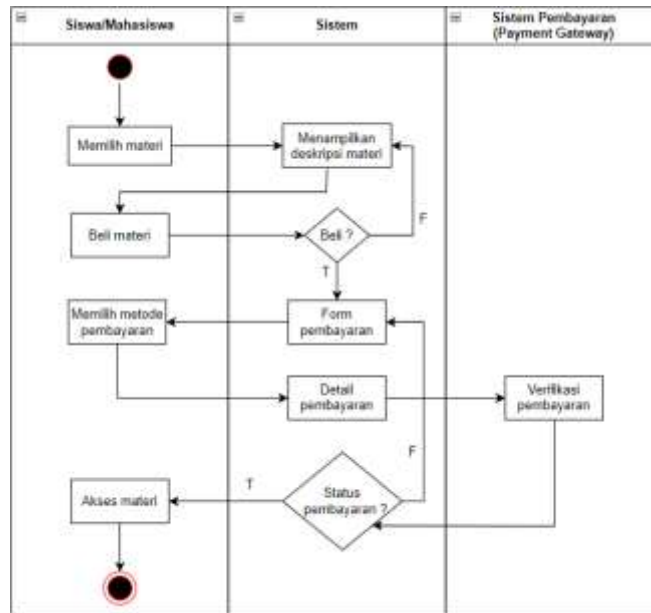 Siswa/Mahasiswa
Sistem
Sistem Pembayaran
(Payment Gateway)
Memilih materi
Menampilkan
deskripsi materi
F
Beli materi
Beli ?
T
Memilih metode
pembayaran
Form
pembayaran
Detail
pembayaran
Verifikasi
pembayaran
F
T
Akses materi
Status
pembayaran ?